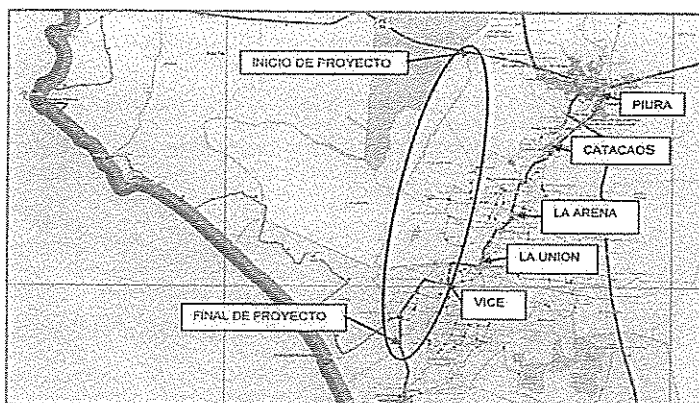 INICIO DE PROYECTO
PIURA
CATACAOS
LA ARENA
LA UNION
VICE
FINAL DE PROYECTO